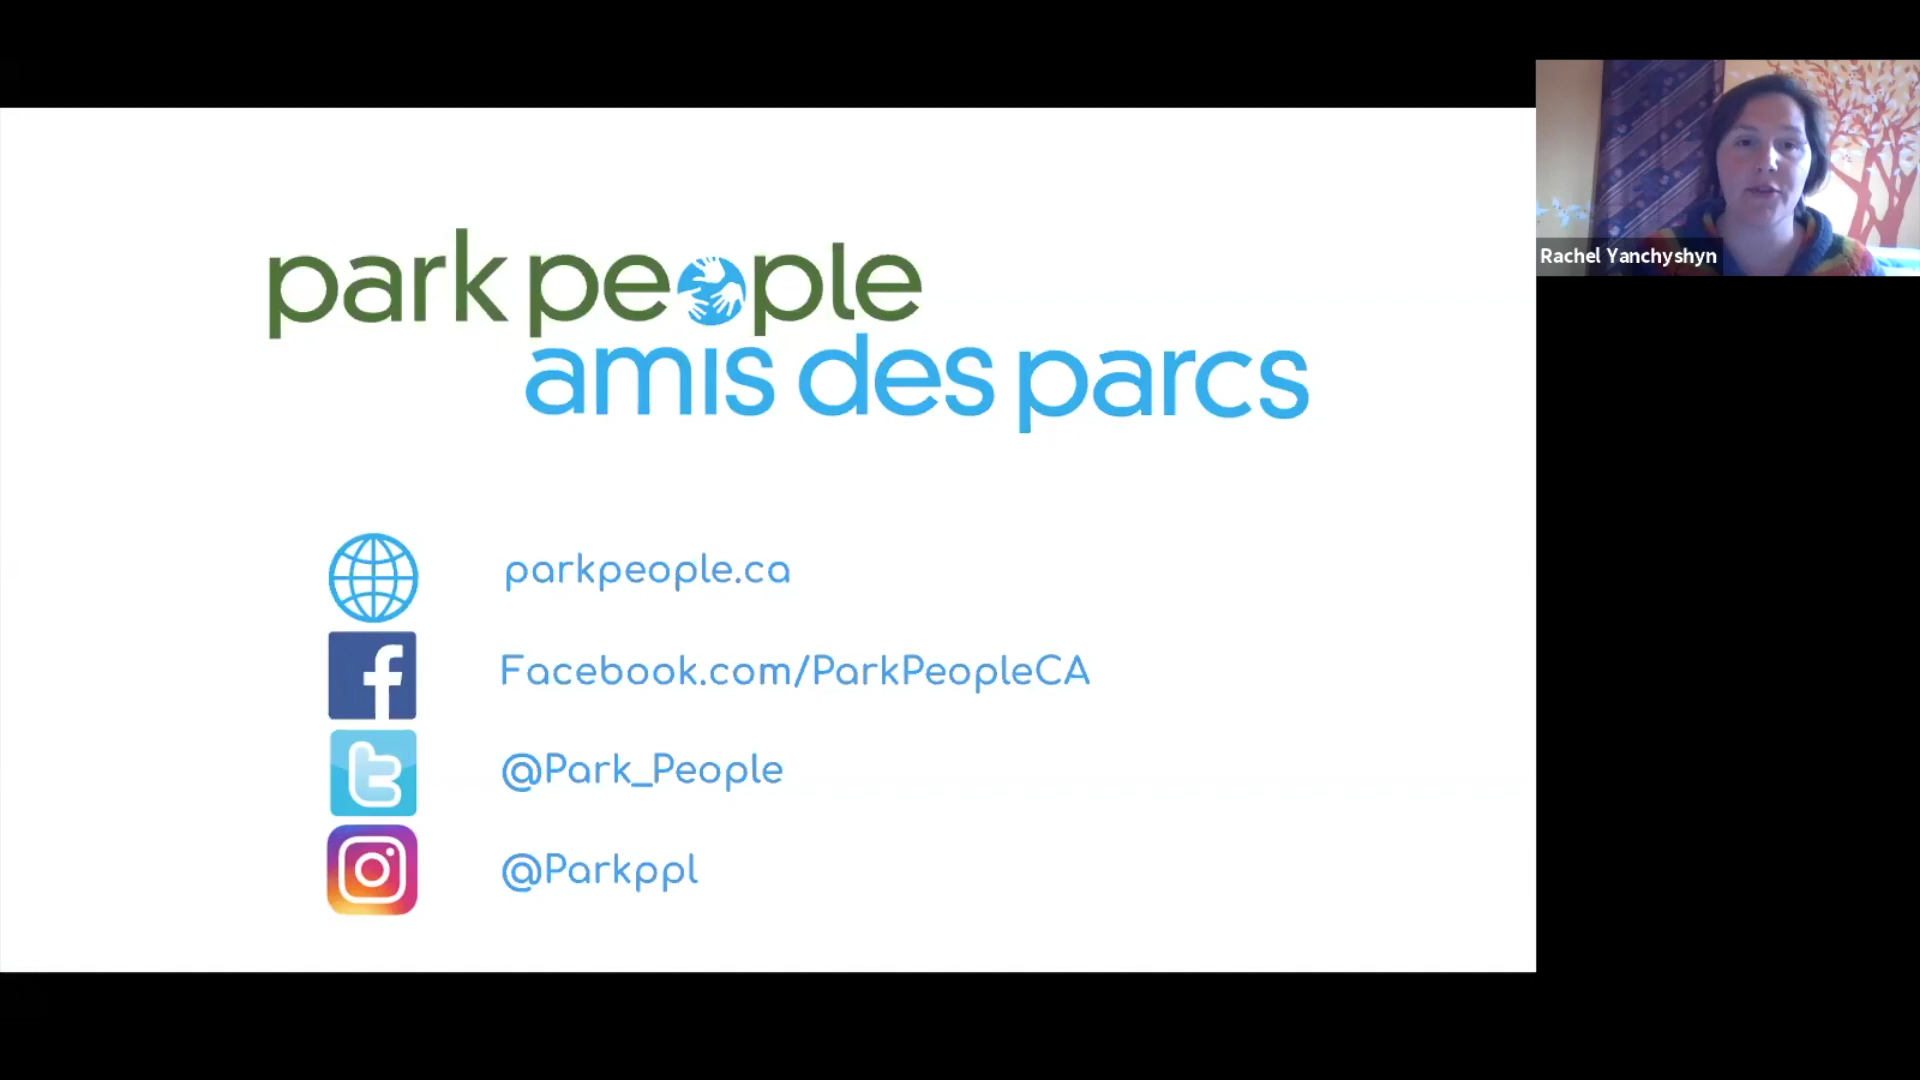 park people
amis des parcs
parkpeople.ca
Facebook.com/ParkPeopleCA
@Park_People
@Parkppl
Rachel Yanchyshyn